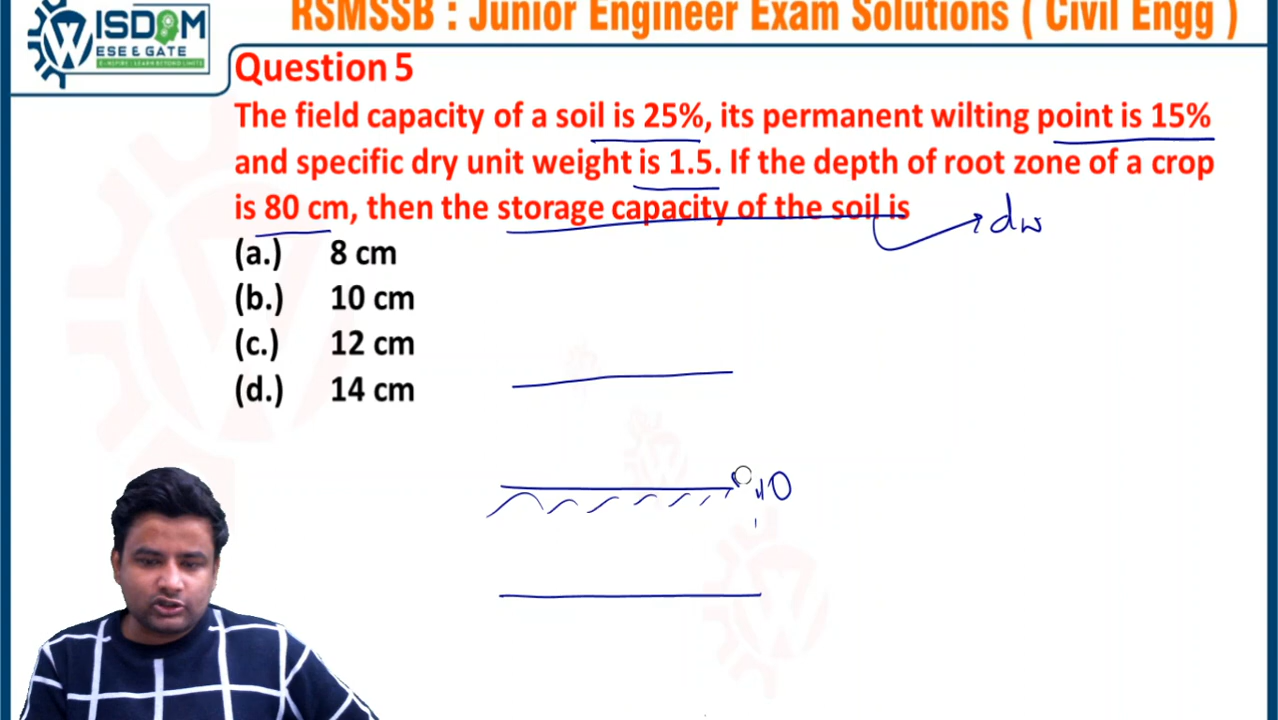 RSMSSB : Junior Engineer Exam Solutions ( Civil Engg )
WISDOM
ESE & GATE
Question 5
The field capacity of a soil is 25%, its permanent wilting point is 15%
and specific dry unit weight is 1.5. If the depth of root zone of a crop
is 80 cm, then the storage capacity of the soil is
dw
(a.) 8 cm
(b.) 10 cm
(c.) 12 cm
(d.) 14 cm